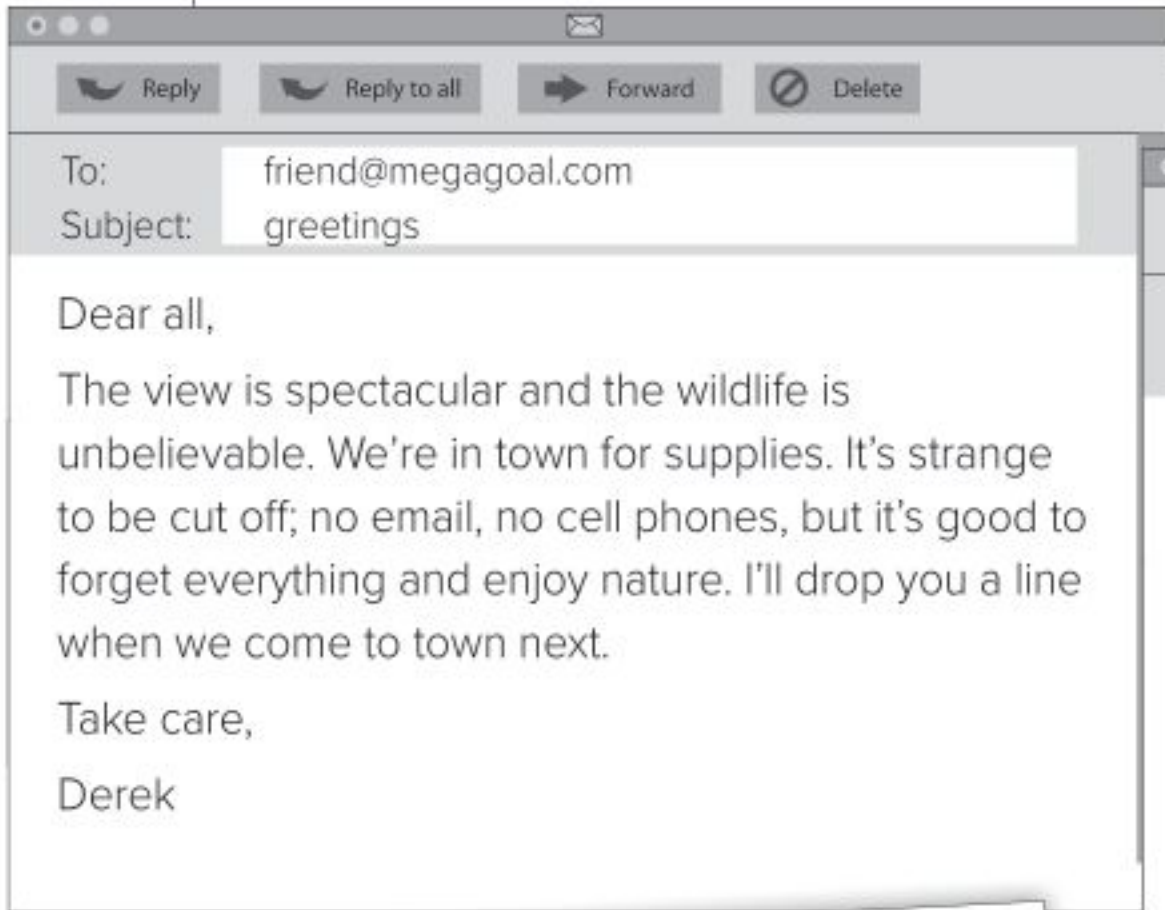 Reply Reply to all Forward Delete
To: friend@megagoal.com
Subject: greetings
Dear all,
The view is spectacular and the wildlife is
unbelievable. We're in town for supplies. It's strange
to be cut off; no email, no cell phones, but it's good to
forget everything and enjoy nature. I'll drop you a line
when we come to town next.
Take care,
Derek